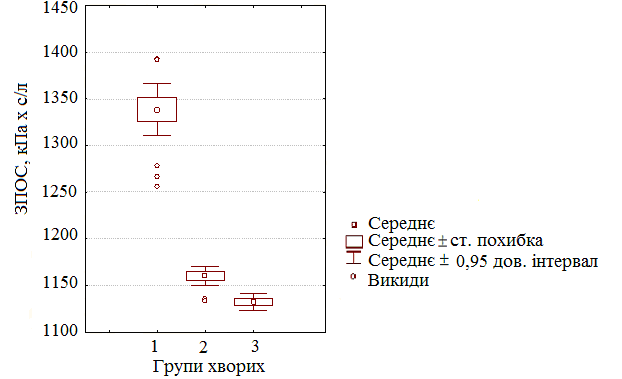 1450
1400
1350
1300
1250
1200
1150
1100
ЗПОС, кПа х с/л
1 2 3
Групи хворих
Середнє
Середнє ± ст. похибка
Середнє ± 0,95 дов. інтервал
Викиди